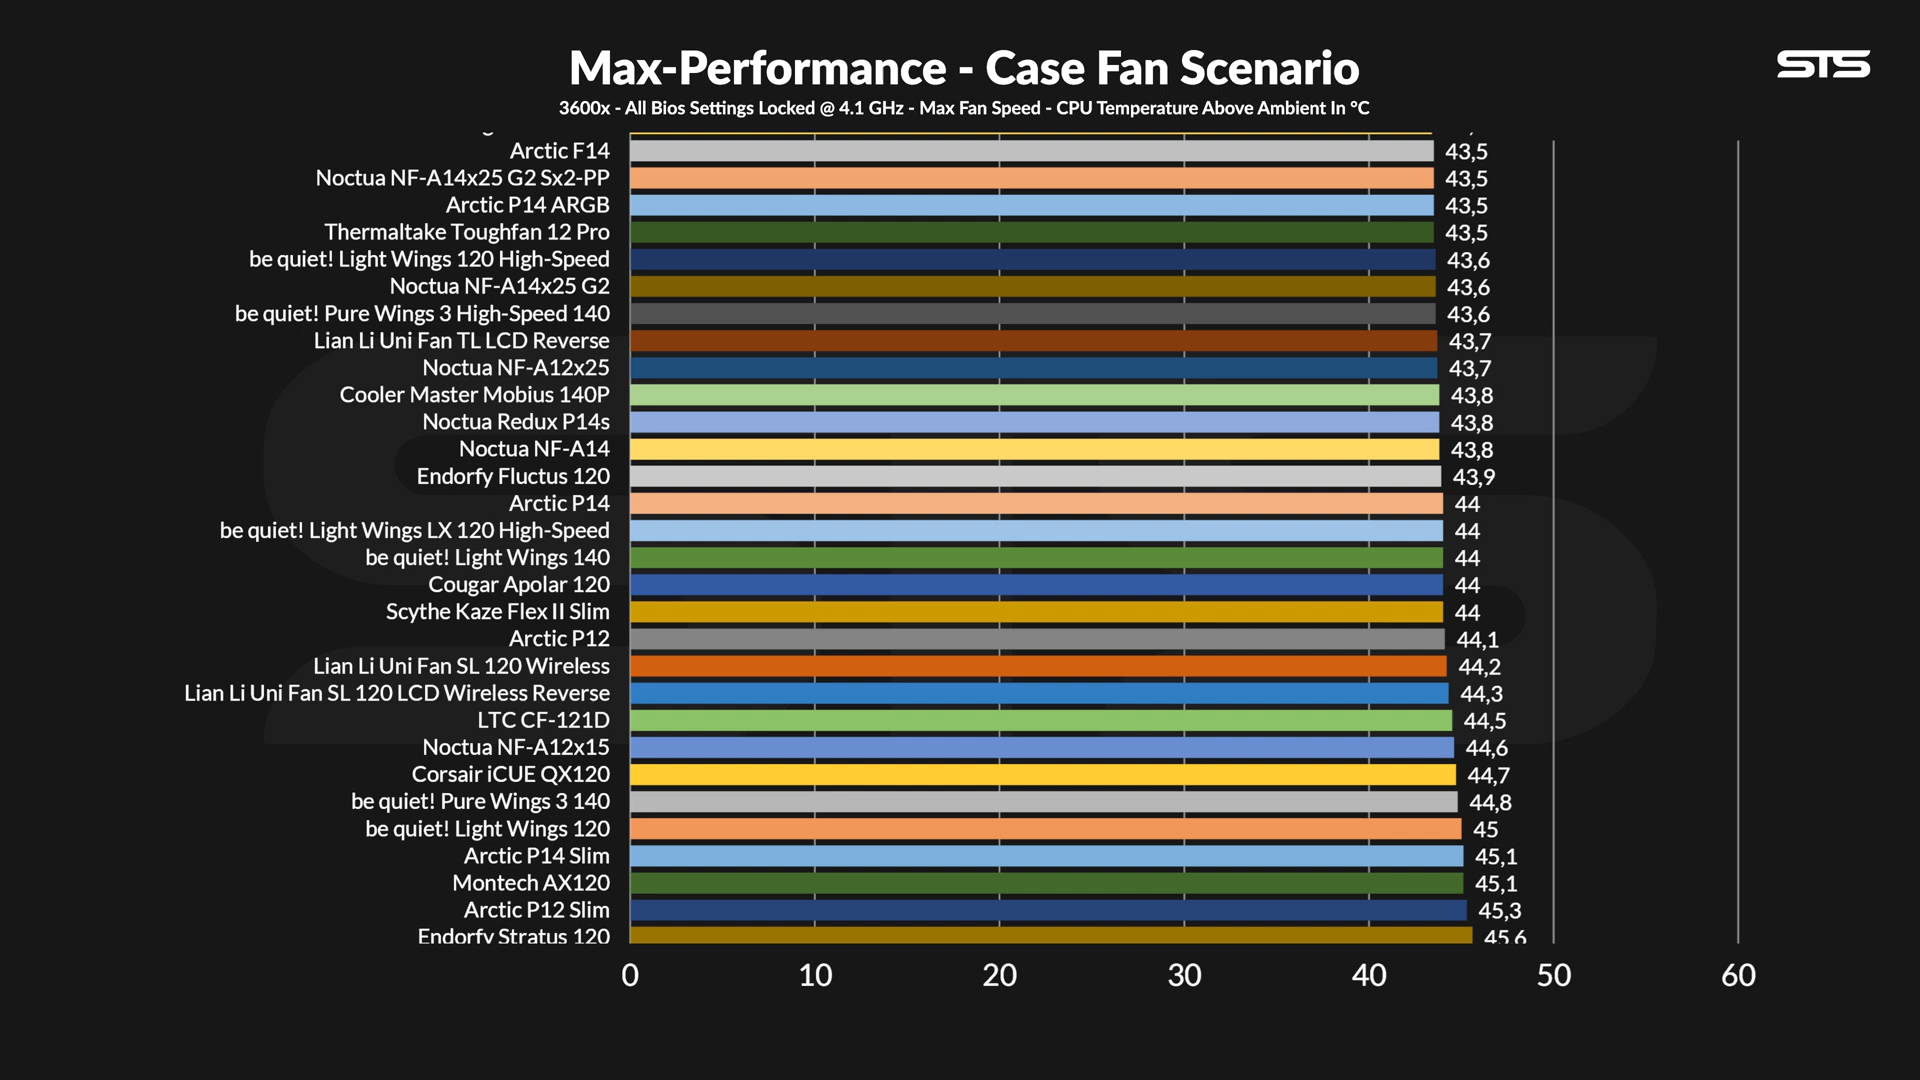 Max-Performance - Case Fan Scenario
STS
3600x - All Bios Settings Locked @ 4.1 GHz - Max Fan Speed - CPU Temperature Above Ambient In °C
Arctic F14 43,5
Noctua NF-A14x25 G2 Sx2-PP 43,5
Arctic P14 ARGB 43,5
Thermaltake Toughfan 12 Pro 43,5
be quiet! Light Wings 120 High-Speed 43,6
Noctua NF-A14x25 G2 43,6
be quiet! Pure Wings 3 High-Speed 140 43,6
Lian Li Uni Fan TL LCD Reverse 43,7
Noctua NF-A12x25 43,7
Cooler Master Mobius 140P 43,8
Noctua Redux P14s 43,8
Noctua NF-A14 43,8
Endorfy Fluctus 120 43,9
Arctic P14 44
be quiet! Light Wings LX 120 High-Speed 44
be quiet! Light Wings 140 44
Cougar Apolar 120 44
Scythe Kaze Flex II Slim 44
Arctic P12 44,1
Lian Li Uni Fan SL 120 Wireless 44,2
Lian Li Uni Fan SL 120 LCD Wireless Reverse 44,3
LTC CF-121D 44,5
Noctua NF-A12x15 44,6
Corsair iCUE QX120 44,7
be quiet! Pure Wings 3 140 44,8
be quiet! Light Wings 120 45
Arctic P14 Slim 45,1
Montech AX120 45,1
Arctic P12 Slim 45,3
Endorfy Stratus 120 45,6
0 10 20 30 40 50 60